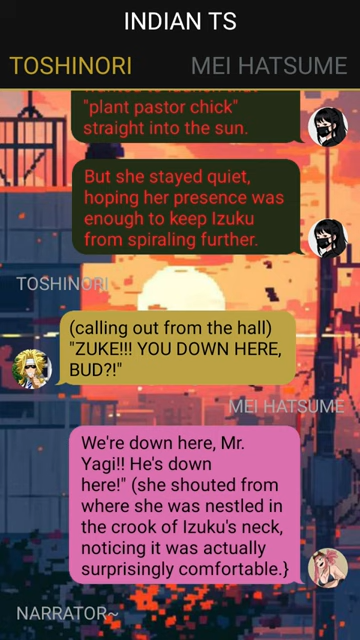 INDIAN TS
TOSHINORI MEI HATSUME
"plant pastor chick"
straight into the sun.
But she stayed quiet,
hoping her presence was
enough to keep Izuku
from spiraling further.
TOSHINORI
(calling out from the hall)
"ZUKE!!! YOU DOWN HERE,
BUD?!"
MEI HATSUME
We're down here, Mr.
Yagi!! He's down
here!" (she shouted from
where she was nestled in
the crook of Izuku's neck,
noticing it was actually
surprisingly comfortable.}
NARRATOR~